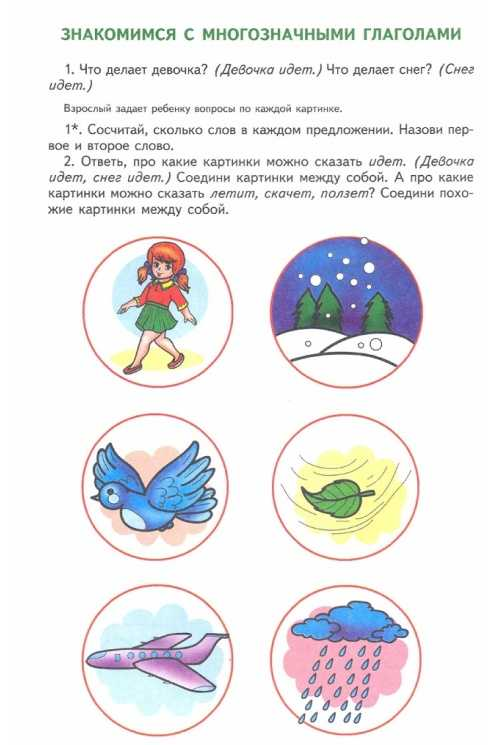 ЗНАКОМИМСЯ С МНОГОЗНАЧНЫМИ ГЛАГОЛАМИ
1. Что делает девочка? (Девочка идет.) Что делает снег? (Снег
идет.)
Взрослый задает ребенку вопросы по каждой картинке.
1*. Сосчитай, сколько слов в каждом предложении. Назови пер-
вое и второе слово.
2. Ответь, про какие картинки можно сказать идет. (Девочка
идет, снег идет.) Соедини картинки между собой. А про какие
картинки можно сказать летит, скачет, ползет? Соедини похо-
жие картинки между собой.